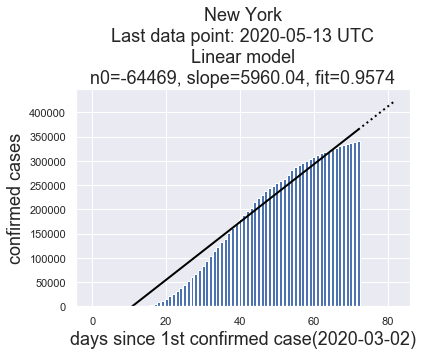 New York
Last data point: 2020-05-13 UTC
Linear model
n0=-64469, slope=5960.04, fit=0.9574
400000
350000
300000
250000
200000
150000
100000
50000
0
confirmed cases
0 20 40 60 80
days since 1st confirmed case(2020-03-02)